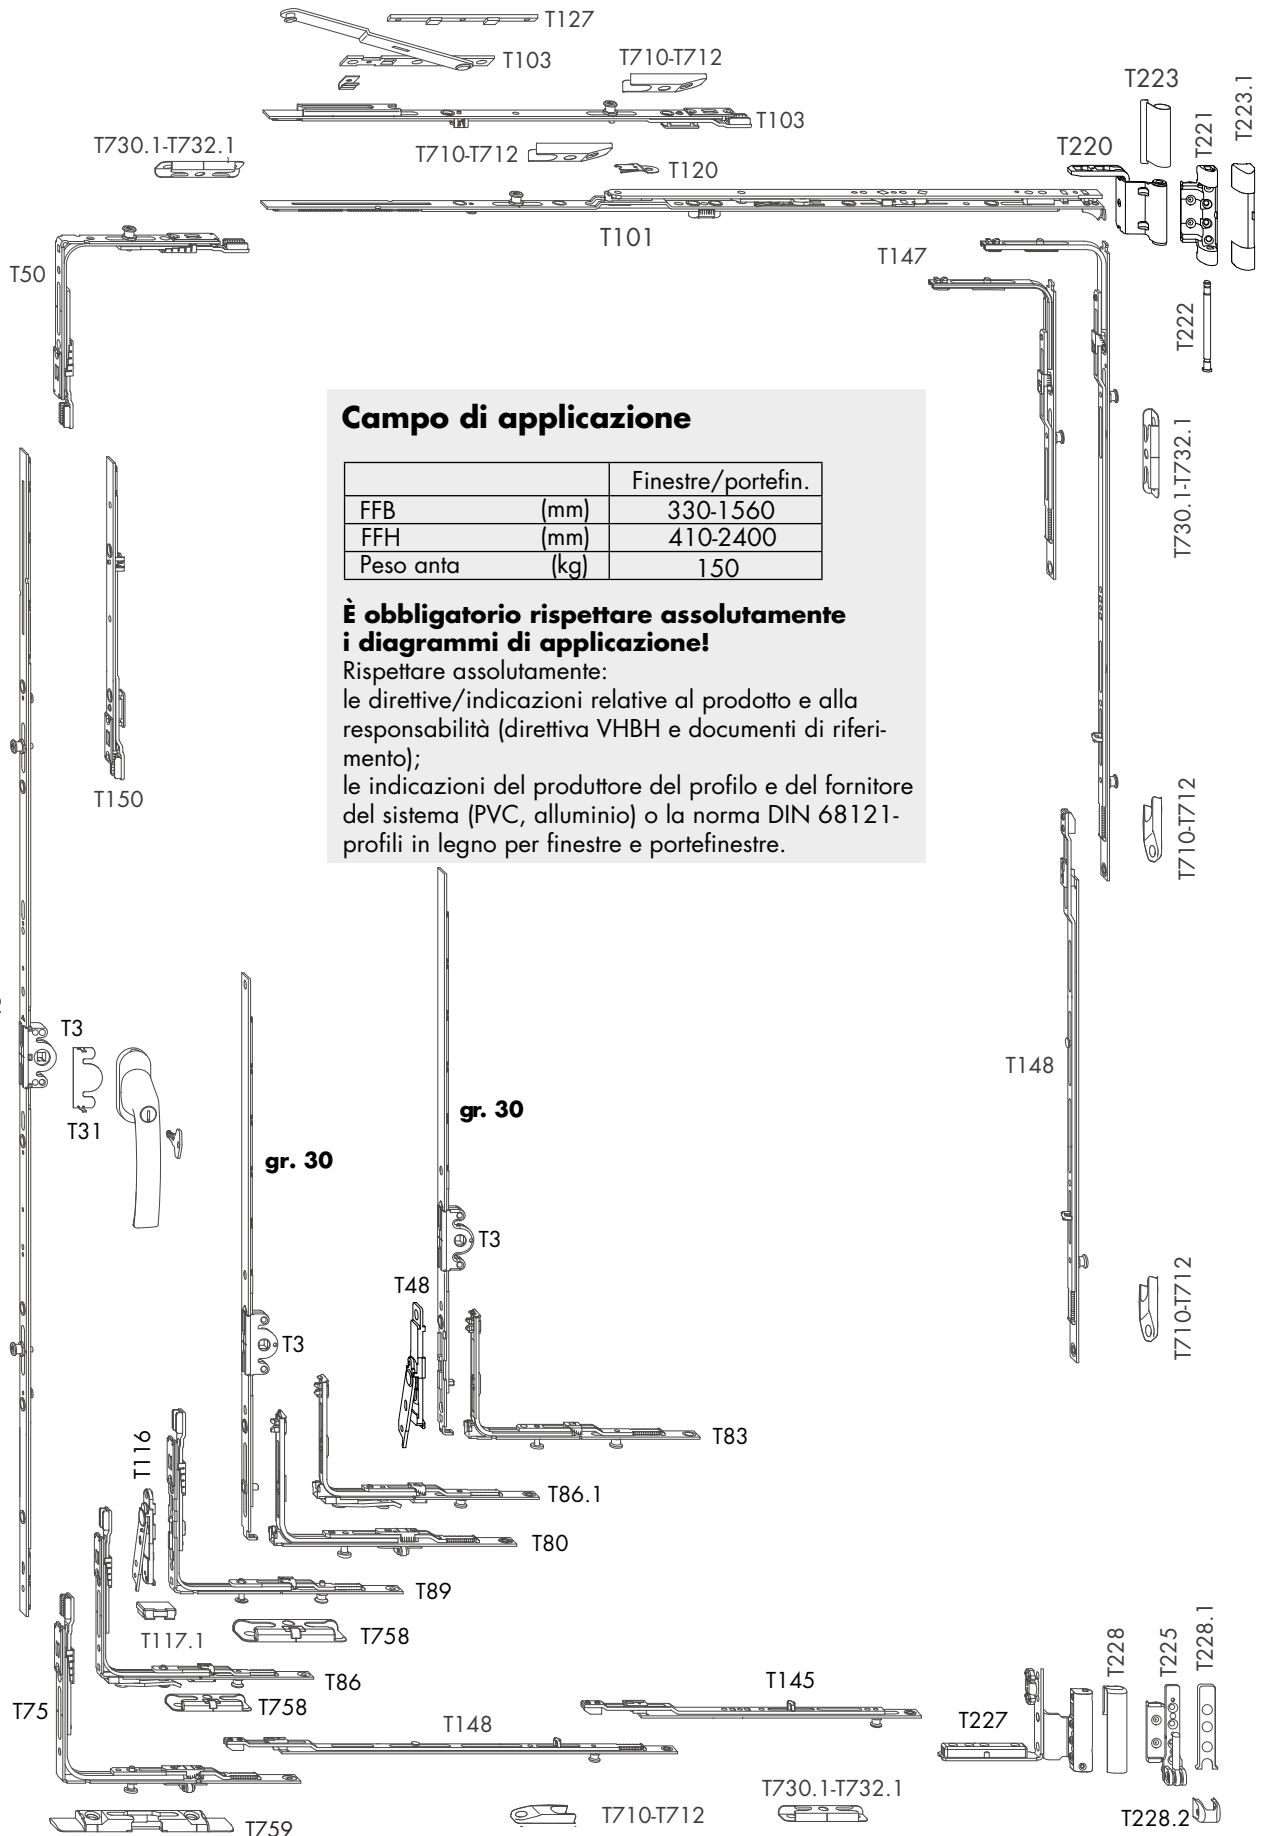 T127
T103
T710-T712
T223
T221
T223.1
T103
T730.1-T732.1
T710-T712
T120
T220
T101
T147
T50
T222
Campo di applicazione
Finestre/portefin.
FFB (mm) 330-1560
FFH (mm) 410-2400
Peso anta (kg) 150
È obbligatorio rispettare assolutamente
i diagrammi di applicazione!
Rispettare assolutamente:
le direttive/indicazioni relative al prodotto e alla
responsabilità (direttiva VHBH e documenti di riferi-
mento);
le indicazioni del produttore del profilo e del fornitore
del sistema (PVC, alluminio) o la norma DIN 68121-
profili in legno per finestre e portefinestre.
T730.1-T732.1
T150
T710-T712
T3
T31
T148
gr. 30
gr. 30
T3
T48
T3
T710-T712
T83
T116
T86.1
T80
T89
T117.1
T758
T86
T758
T75
T148
T145
T227
T228
T225
T228.1
T730.1-T732.1
T710-T712
T228.2
T759